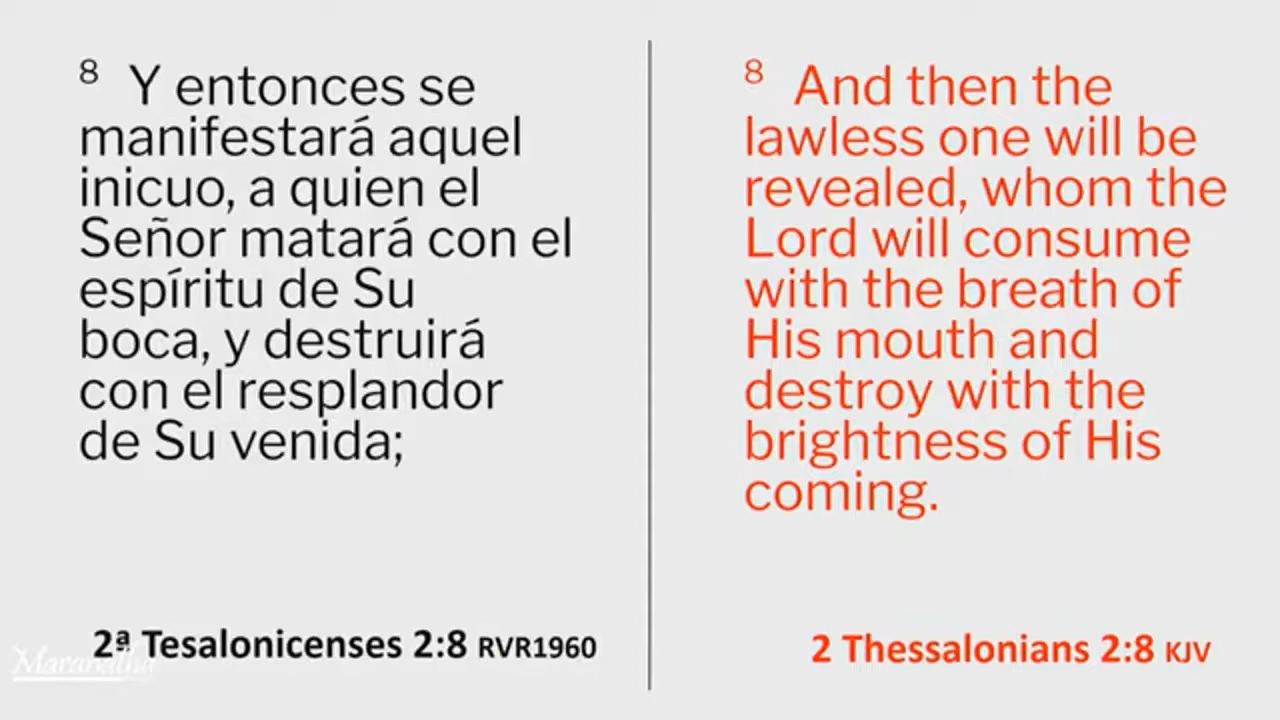 8 Y entonces se
manifestará aquel
inicuo, a quien el
Señor matará con el
espíritu de Su
boca, y destruirá
con el resplandor
de Su venida;
2ª Tesalonicenses 2:8 RVR1960
8 And then the
lawless one will be
revealed, whom the
Lord will consume
with the breath of
His mouth and
destroy with the
brightness of His
coming.
2 Thessalonians 2:8 KJV
Maranatha